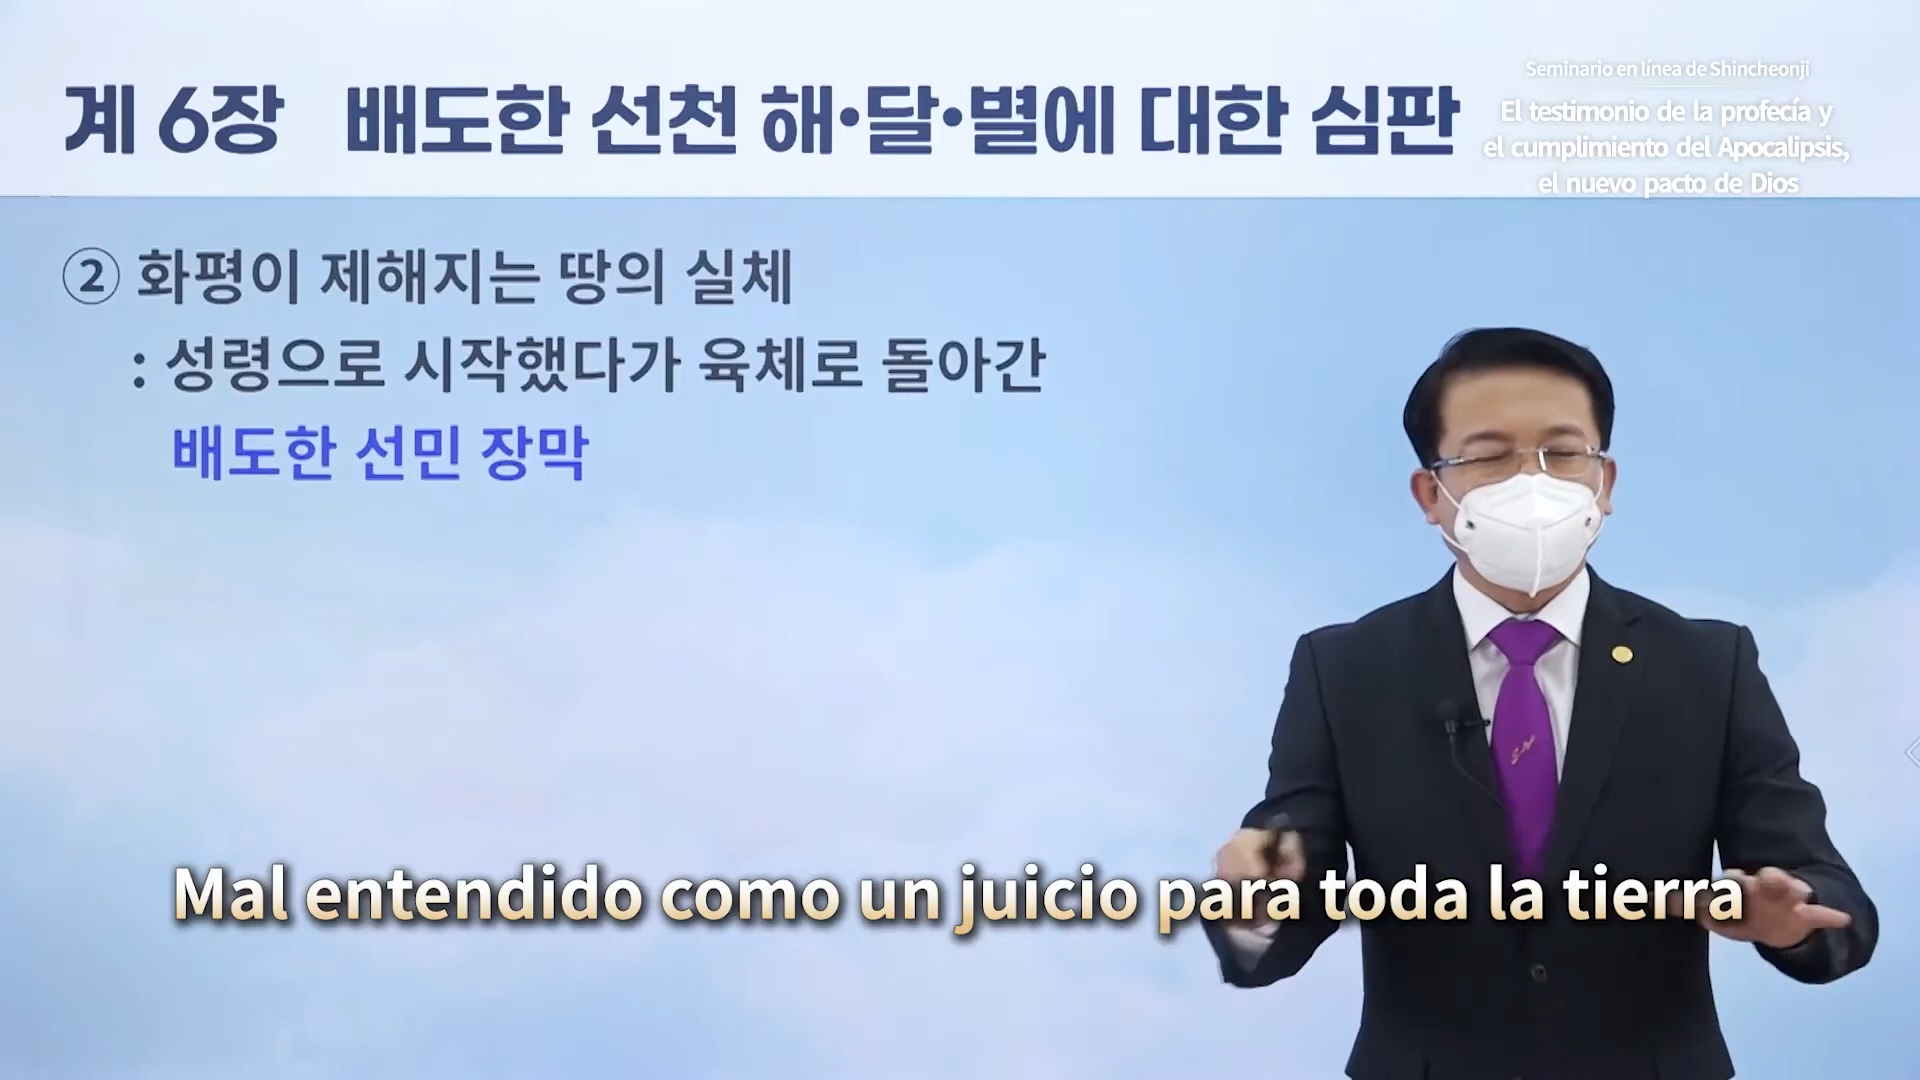 계 6장 배도한 선천 해·달·별에 대한 심판
Seminario en línea de Shincheonji
El testimonio de la profecía y
el cumplimiento del Apocalipsis,
el nuevo pacto de Dios
② 화평이 제해지는 땅의 실체
: 성령으로 시작했다가 육체로 돌아간
배도한 선민 장막
Mal entendido como un juicio para toda la tierra